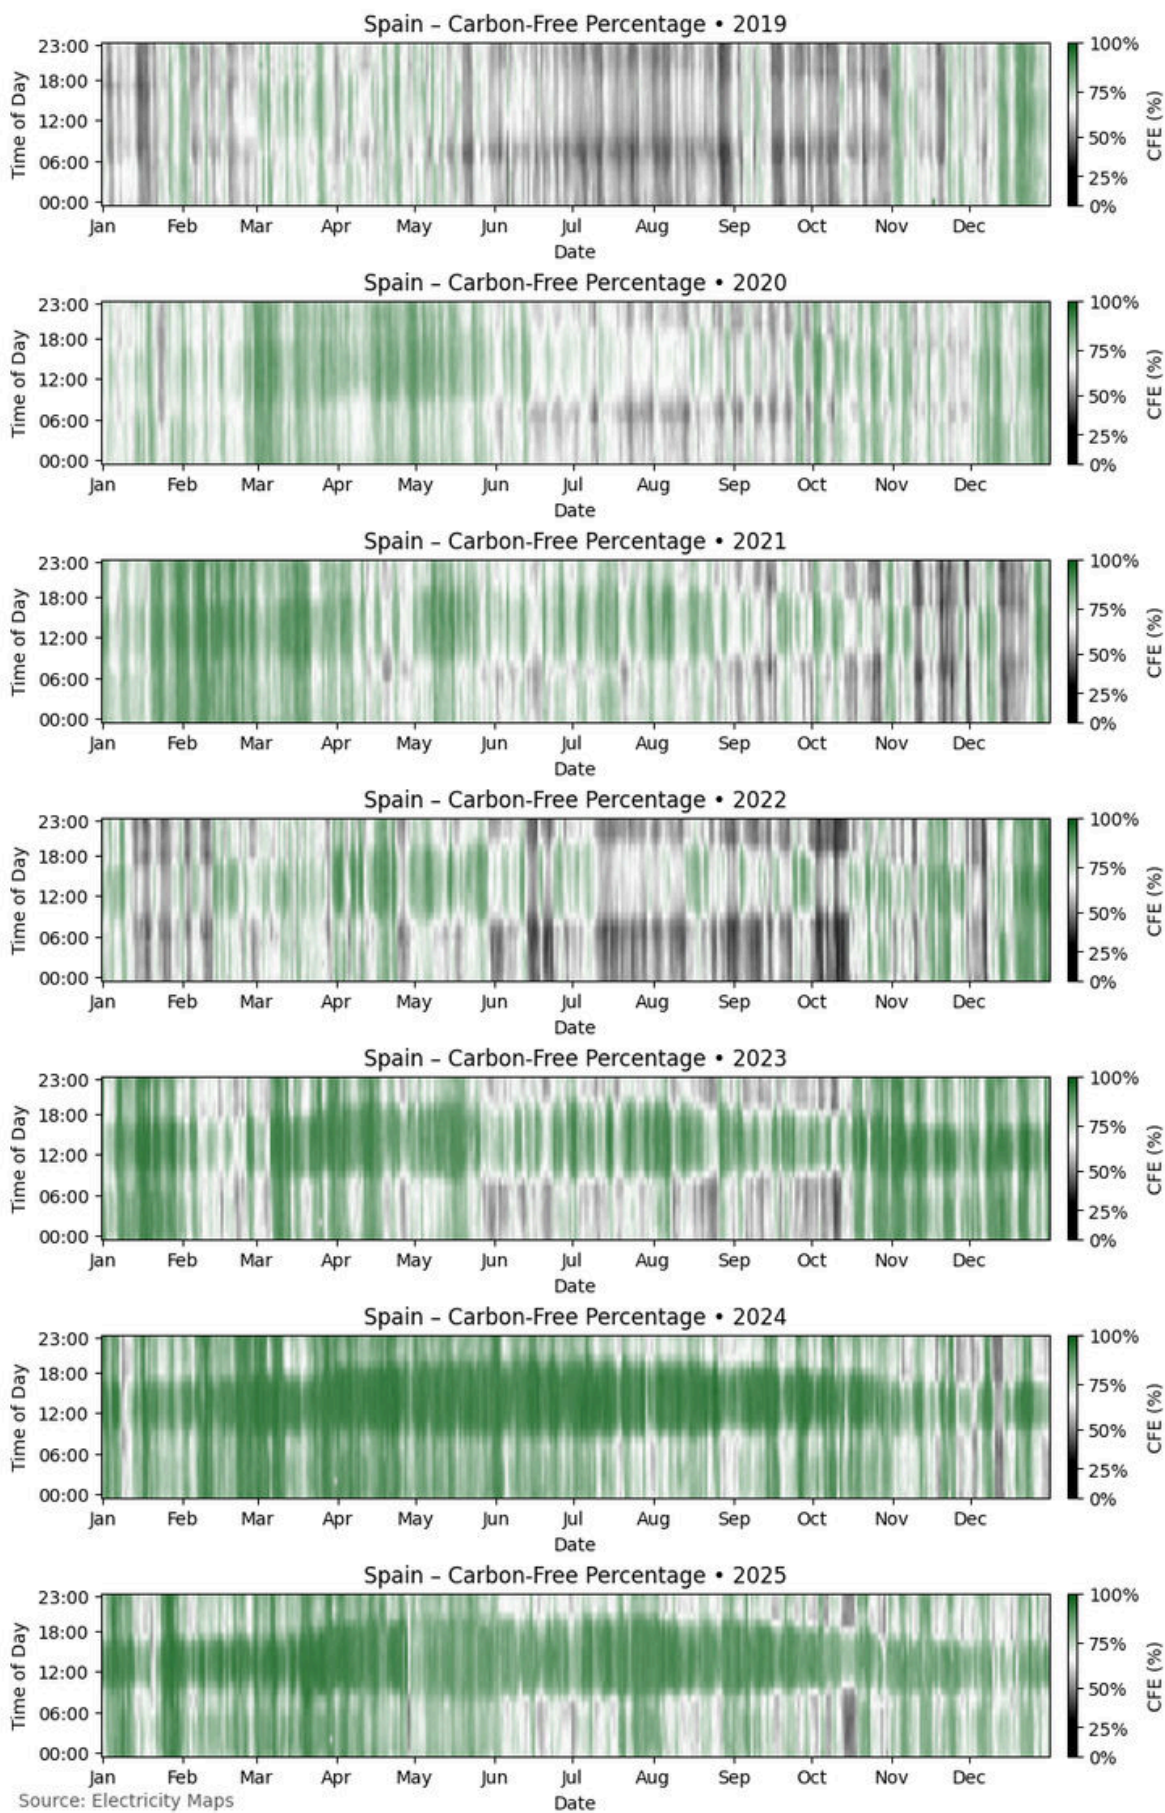 Spain – Carbon-Free Percentage • 2019
23:00
18:00
12:00
06:00
00:00
Time of Day
Jan Feb Mar Apr May Jun Jul Aug Sep Oct Nov Dec
Date
100%
75%
50%
25%
0%
CFE (%)
Spain – Carbon-Free Percentage • 2020
23:00
18:00
12:00
06:00
00:00
Time of Day
Jan Feb Mar Apr May Jun Jul Aug Sep Oct Nov Dec
Date
100%
75%
50%
25%
0%
CFE (%)
Spain – Carbon-Free Percentage • 2021
23:00
18:00
12:00
06:00
00:00
Time of Day
Jan Feb Mar Apr May Jun Jul Aug Sep Oct Nov Dec
Date
100%
75%
50%
25%
0%
CFE (%)
Spain – Carbon-Free Percentage • 2022
23:00
18:00
12:00
06:00
00:00
Time of Day
Jan Feb Mar Apr May Jun Jul Aug Sep Oct Nov Dec
Date
100%
75%
50%
25%
0%
CFE (%)
Spain – Carbon-Free Percentage • 2023
23:00
18:00
12:00
06:00
00:00
Time of Day
Jan Feb Mar Apr May Jun Jul Aug Sep Oct Nov Dec
Date
100%
75%
50%
25%
0%
CFE (%)
Spain – Carbon-Free Percentage • 2024
23:00
18:00
12:00
06:00
00:00
Time of Day
Jan Feb Mar Apr May Jun Jul Aug Sep Oct Nov Dec
Date
100%
75%
50%
25%
0%
CFE (%)
Spain – Carbon-Free Percentage • 2025
23:00
18:00
12:00
06:00
00:00
Time of Day
Jan Feb Mar Apr May Jun Jul Aug Sep Oct Nov Dec
Date
100%
75%
50%
25%
0%
CFE (%)
Source: Electricity Maps